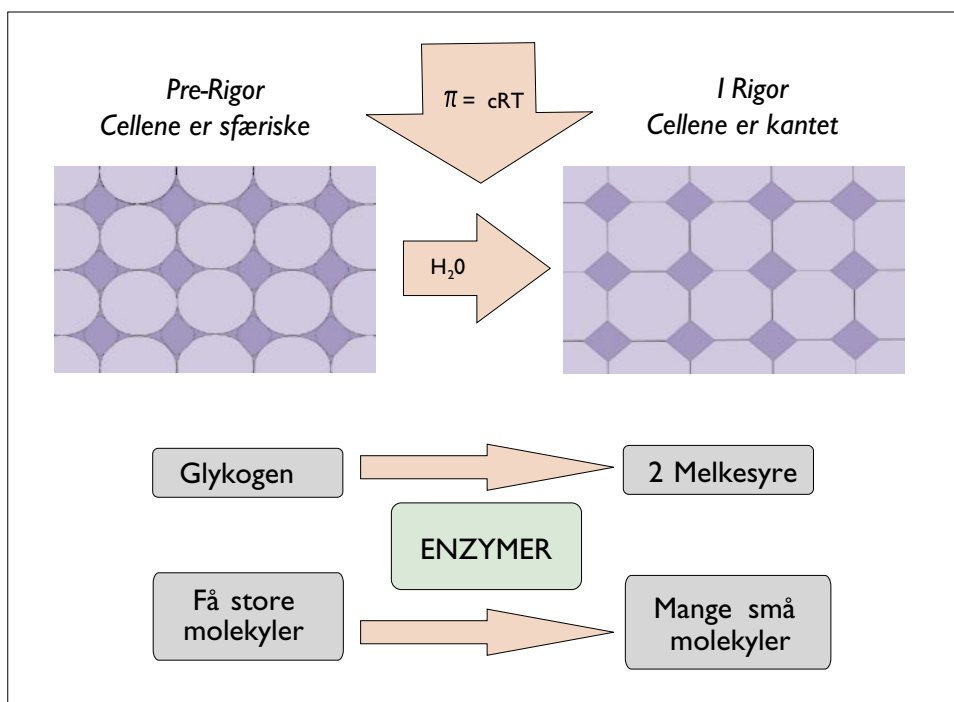 Pre-Rigor
Cellene er sfæriske
π = cRT
I Rigor
Cellene er kantet
H₂0
Glykogen
2 Melkesyre
ENZYMER
Få store
molekyler
Mange små
molekyler